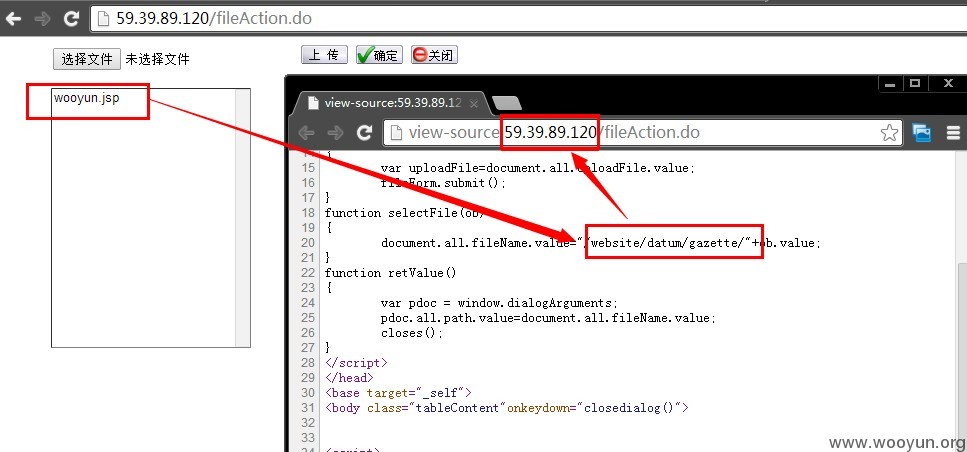 59.39.89.120/fileAction.do
选择文件 未选择文件
上 传 确定 关闭
wooyun.jsp
view-source:59.39.89.12
view-source:59.39.89.120/fileAction.do
{
15 var uploadFile=document.all.uploadFile.value;
16 fileForm.submit();
17 }
18 function selectFile(ob)
19 {
20 document.all.fileName.value="/website/datum/gazette/"+ob.value;
21 }
22 function retValue()
23 {
24 var pdoc = window.dialogArguments;
25 pdoc.all.path.value=document.all.fileName.value;
26 closes();
27 }
28 </script>
29 </head>
30 <base target="_self">
31 <body class="tableContent"onkeydown="closedialog()">
32
33
www.wooyun.org